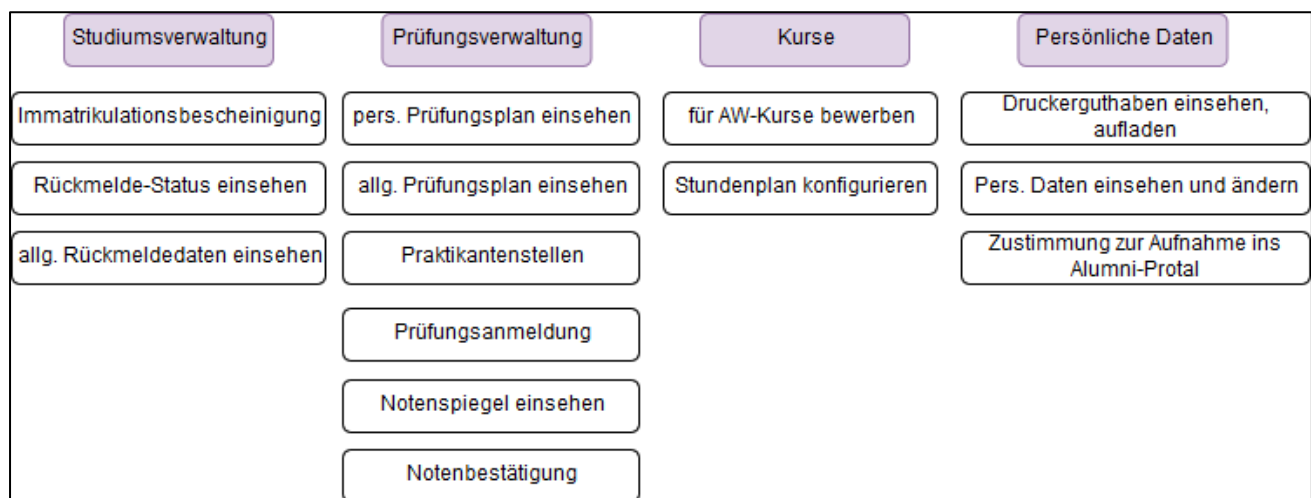 Studiumsverwaltung
Prüfungsverwaltung
Kurse
Persönliche Daten
Immatrikulationsbescheinigung
pers. Prüfungsplan einsehen
für AW-Kurse bewerben
Druckerguthaben einsehen,
aufladen
Rückmelde-Status einsehen
allg. Prüfungsplan einsehen
Stundenplan konfigurieren
Pers. Daten einsehen und ändern
allg. Rückmeldedaten einsehen
Praktikantenstellen
Zustimmung zur Aufnahme ins
Alumni-Protal
Prüfungsanmeldung
Notenspiegel einsehen
Notenbestätigung